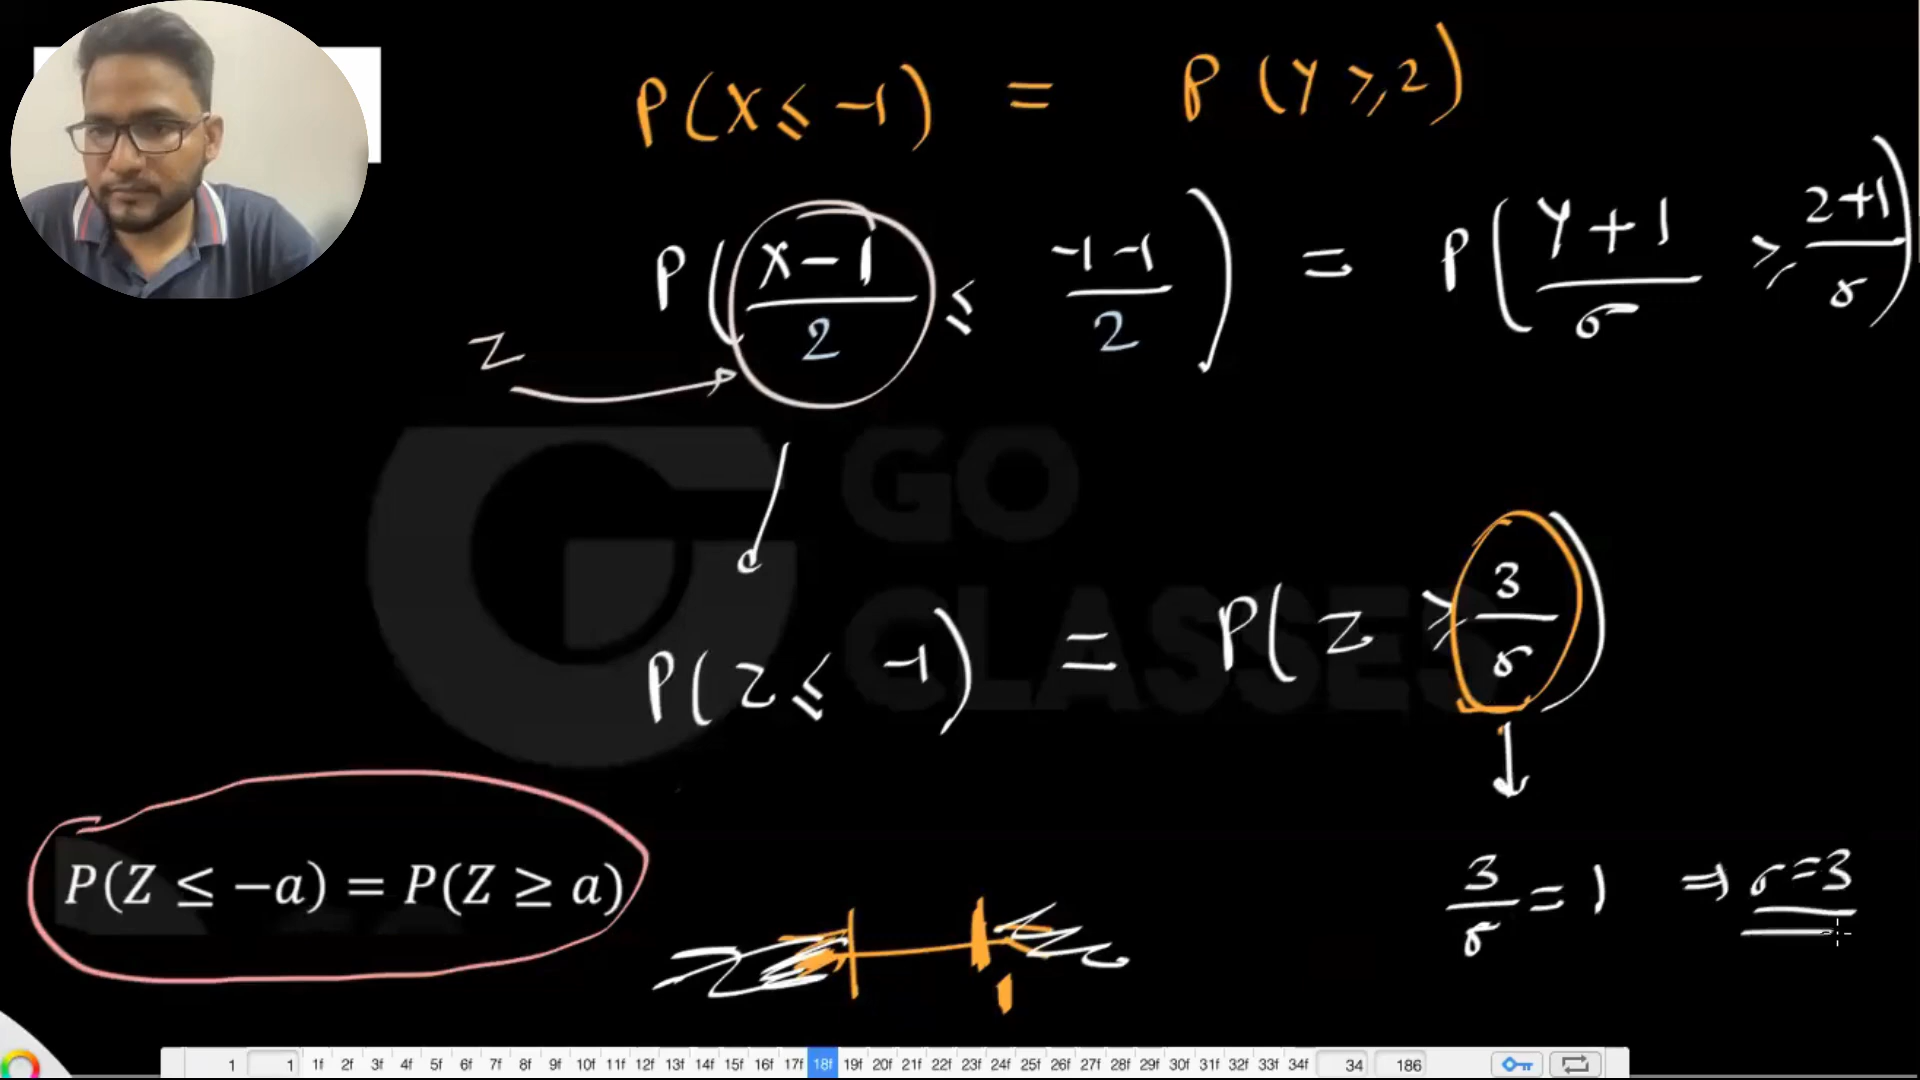 P(X ≤ -1) = P(Y ≥ 2)
P((X-1)/2 ≤ (-1-1)/2) = P((Y+1)/σ ≥ (2+1)/σ)
Z
GO
CLASSES
P(Z ≤ -1) = P(Z ≥ 3/σ)
3/σ = 1 ⇒ σ=3
P(Z ≤ −a) = P(Z ≥ a)
1 1 1f 2f 3f 4f 5f 6f 7f 8f 9f 10f 11f 12f 13f 14f 15f 16f 17f 18f 19f 20f 21f 22f 23f 24f 25f 26f 27f 28f 29f 30f 31f 32f 33f 34f 34 186